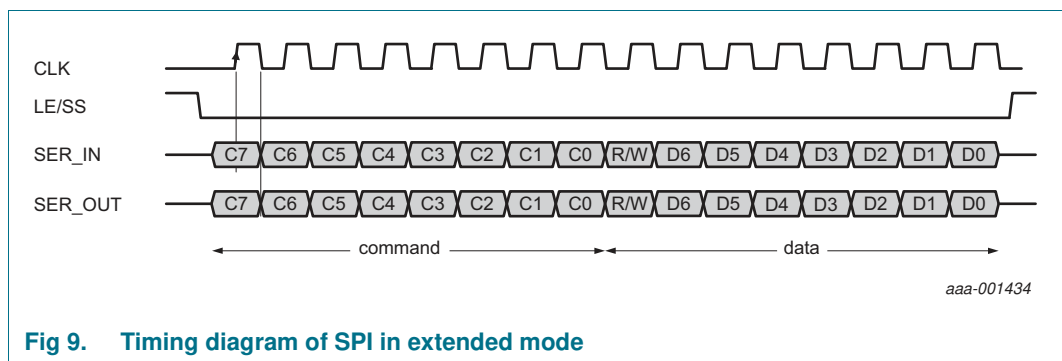 CLK
LE/SS
SER_IN C7 C6 C5 C4 C3 C2 C1 C0 R/W D6 D5 D4 D3 D2 D1 D0
SER_OUT C7 C6 C5 C4 C3 C2 C1 C0 R/W D6 D5 D4 D3 D2 D1 D0
command data
aaa-001434
Fig 9. Timing diagram of SPI in extended mode